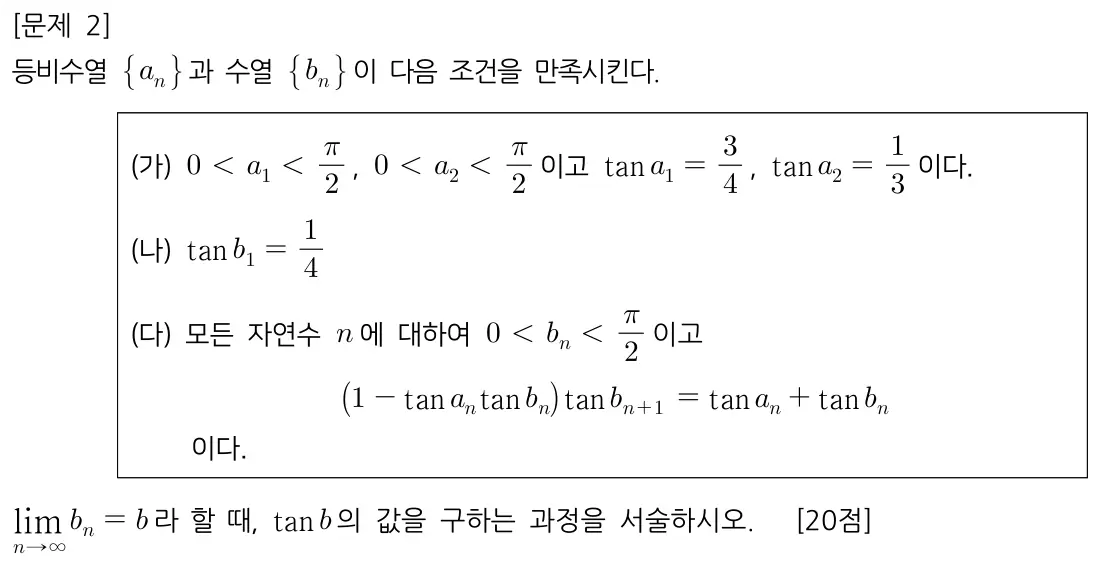 [문제 2]
등비수열 {aₙ}과 수열 {bₙ}이 다음 조건을 만족시킨다.
(가) 0 < a₁ < π/2, 0 < a₂ < π/2 이고 tan a₁ = 3/4, tan a₂ = 1/3 이다.
(나) tan b₁ = 1/4
(다) 모든 자연수 n에 대하여 0 < bₙ < π/2 이고
(1 − tan aₙ tan bₙ) tan bₙ₊₁ = tan aₙ + tan bₙ
이다.
lim n→∞ bₙ = b라 할 때, tan b의 값을 구하는 과정을 서술하시오. [20점]